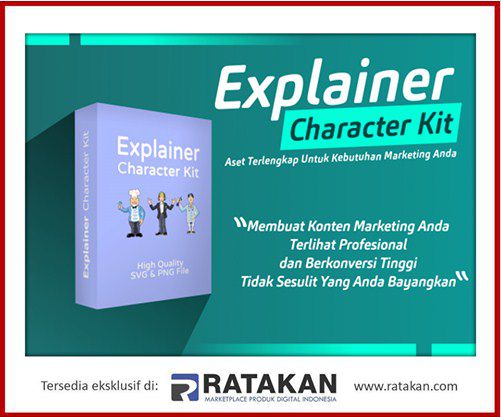 Explainer
Character Kit
Aset Terlengkap Untuk Kebutuhan Marketing Anda
Explainer Character Kit
Explainer
Character Kit
High Quality
SVG & PNG File
"Membuat Konten Marketing Anda
Terlihat Profesional
dan Berkonversi Tinggi
Tidak Sesulit Yang Anda Bayangkan"
Tersedia eksklusif di:
RATAKAN
MARKETPLACE PRODUK DIGITAL INDONESIA
www.ratakan.com